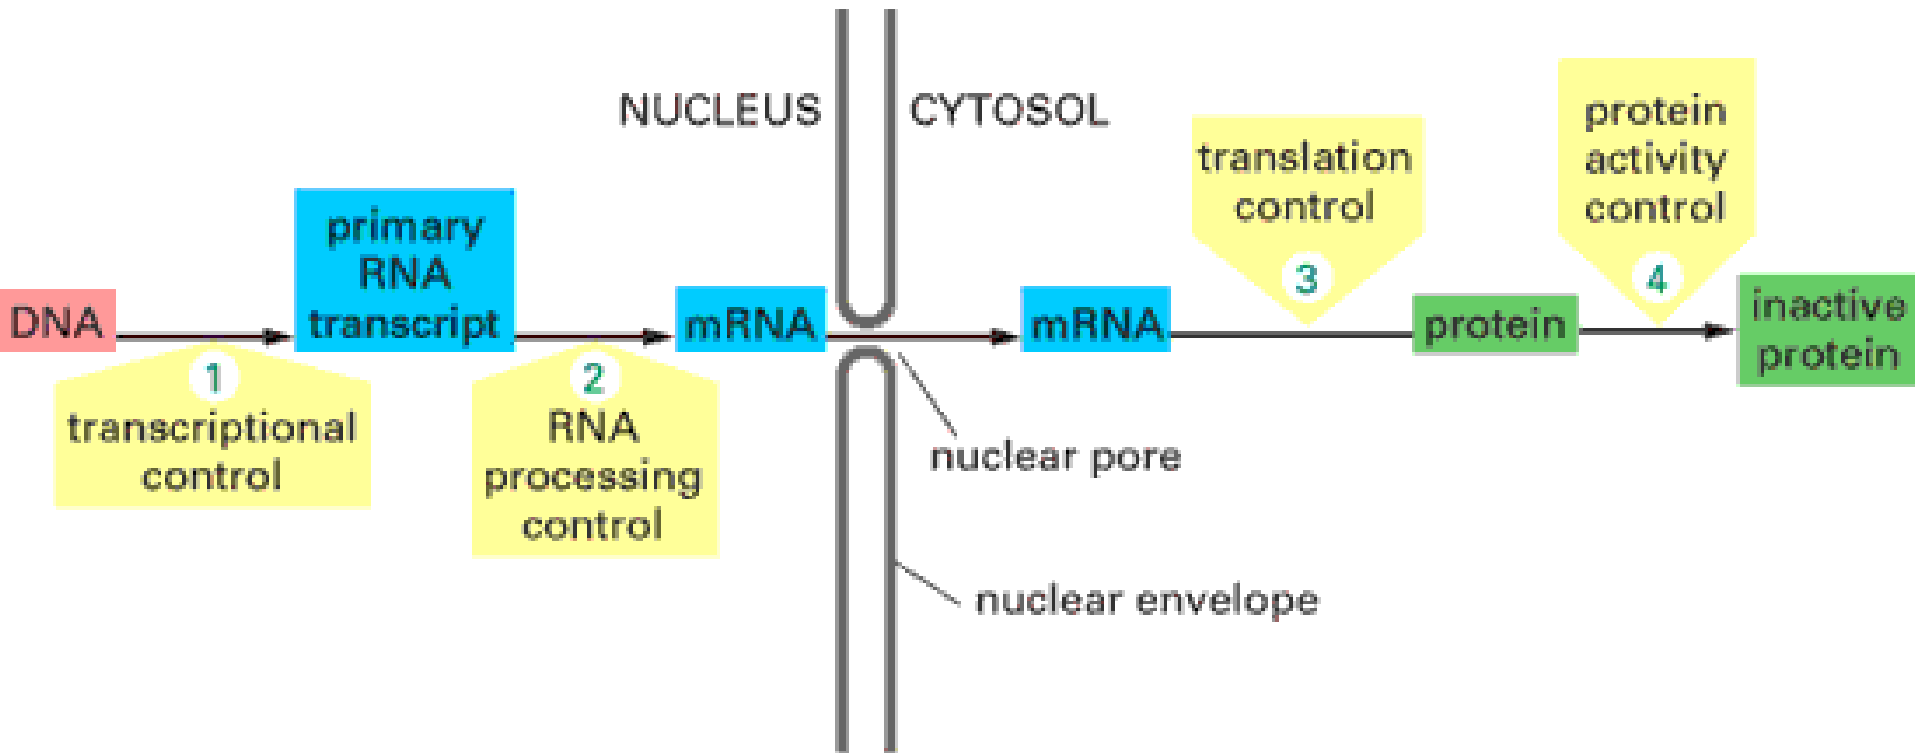 NUCLEUS
CYTOSOL
DNA
1
transcriptional
control
primary
RNA
transcript
2
RNA
processing
control
mRNA
nuclear pore
nuclear envelope
mRNA
translation
control
3
protein
protein
activity
control
4
inactive
protein